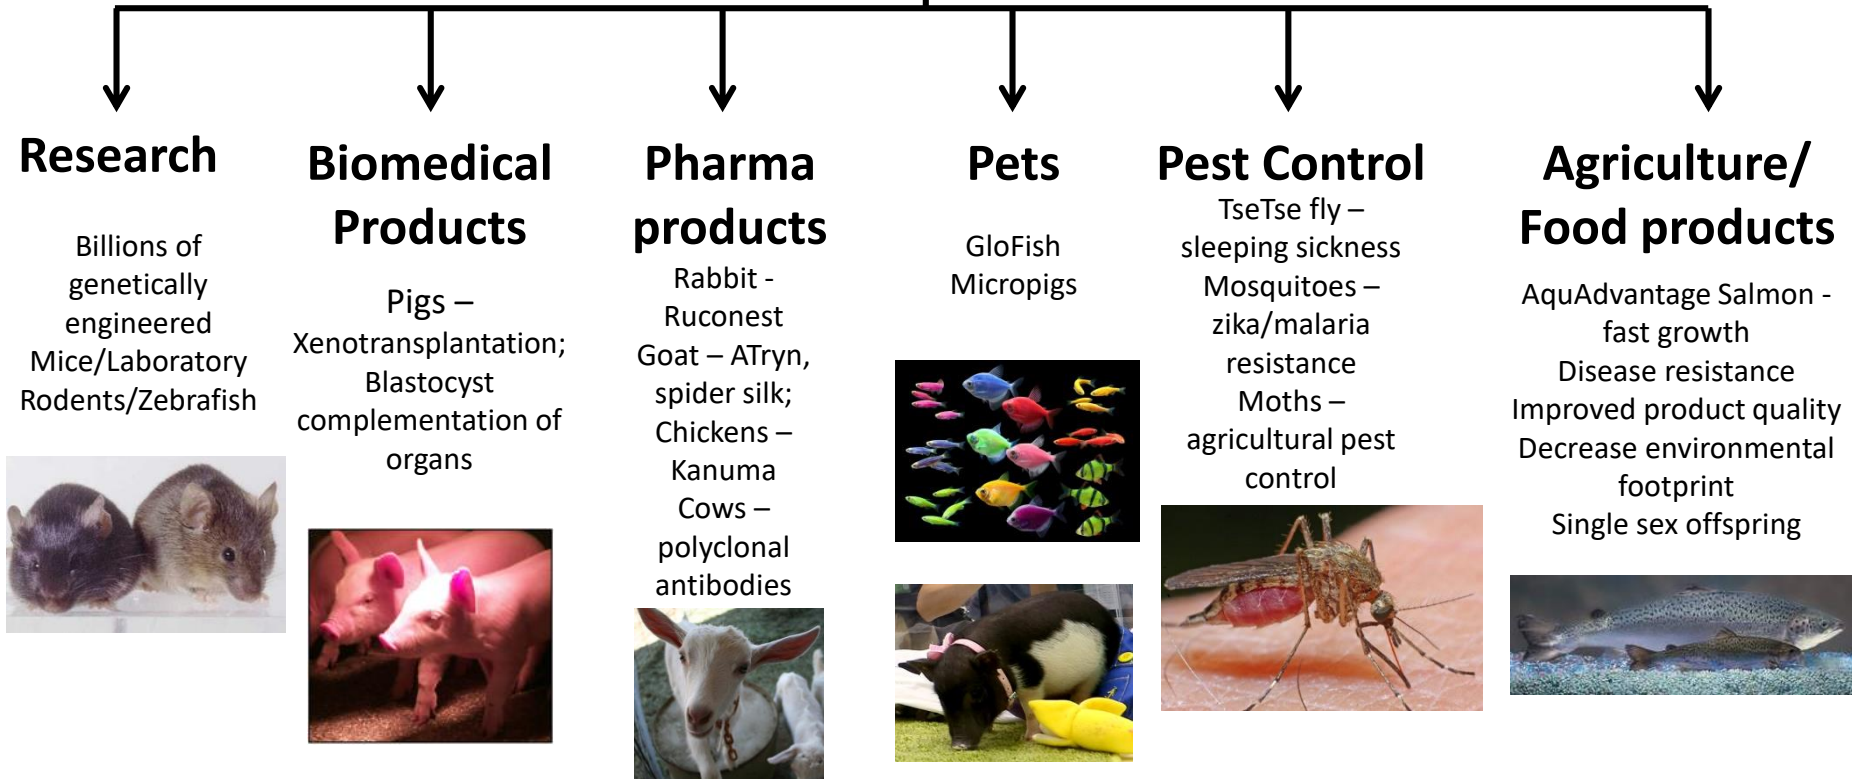 Research
Billions of
genetically
engineered
Mice/Laboratory
Rodents/Zebrafish
Biomedical
Products
Pigs –
Xenotransplantation;
Blastocyst
complementation of
organs
Pharma
products
Rabbit -
Ruconest
Goat – ATryn,
spider silk;
Chickens –
Kanuma
Cows –
polyclonal
antibodies
Pets
GloFish
Micropigs
Pest Control
TseTse fly –
sleeping sickness
Mosquitoes –
zika/malaria
resistance
Moths –
agricultural pest
control
Agriculture/
Food products
AquAdvantage Salmon -
fast growth
Disease resistance
Improved product quality
Decrease environmental
footprint
Single sex offspring